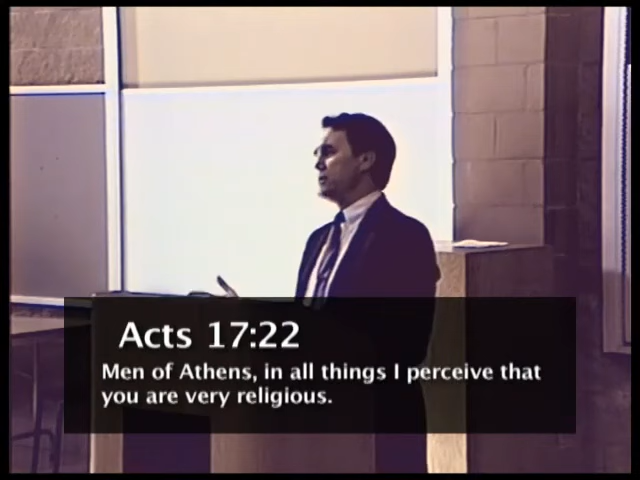 Acts 17:22
Men of Athens, in all things I perceive that
you are very religious.